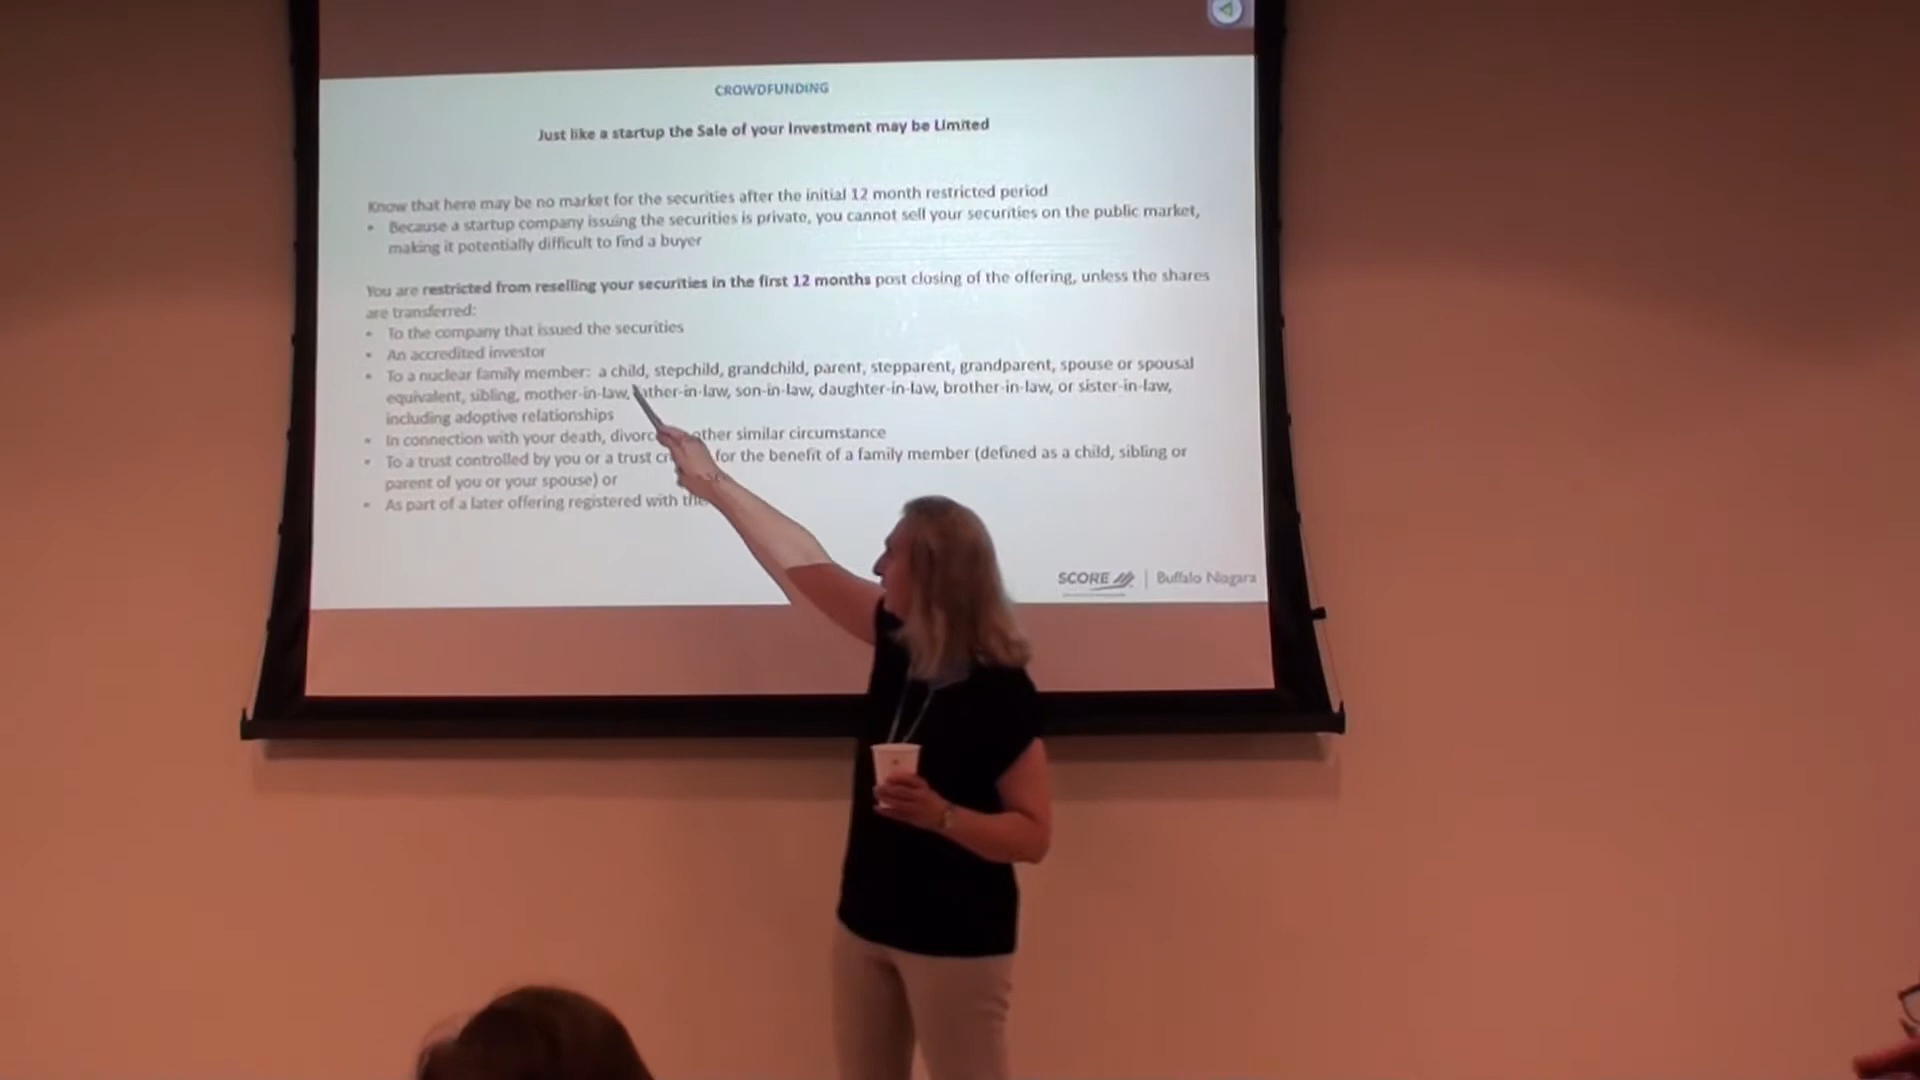 CROWDFUNDING
Just like a startup the Sale of your Investment may be Limited
Know that here may be no market for the securities after the initial 12 month restricted period
• Because a startup company issuing the securities is private, you cannot sell your securities on the public market,
making it potentially difficult to find a buyer
You are restricted from reselling your securities in the first 12 months post closing of the offering, unless the shares
are transferred:
• To the company that issued the securities
• An accredited investor
• To a nuclear family member: a child, stepchild, grandchild, parent, stepparent, grandparent, spouse or spousal
equivalent, sibling, mother-in-law, ather-in-law, son-in-law, daughter-in-law, brother-in-law, or sister-in-law,
including adoptive relationships
• In connection with your death, divorc other similar circumstance
• To a trust controlled by you or a trust cr for the benefit of a family member (defined as a child, sibling or
parent of you or your spouse) or
• As part of a later offering registered with the
SCORE | Buffalo Niagara